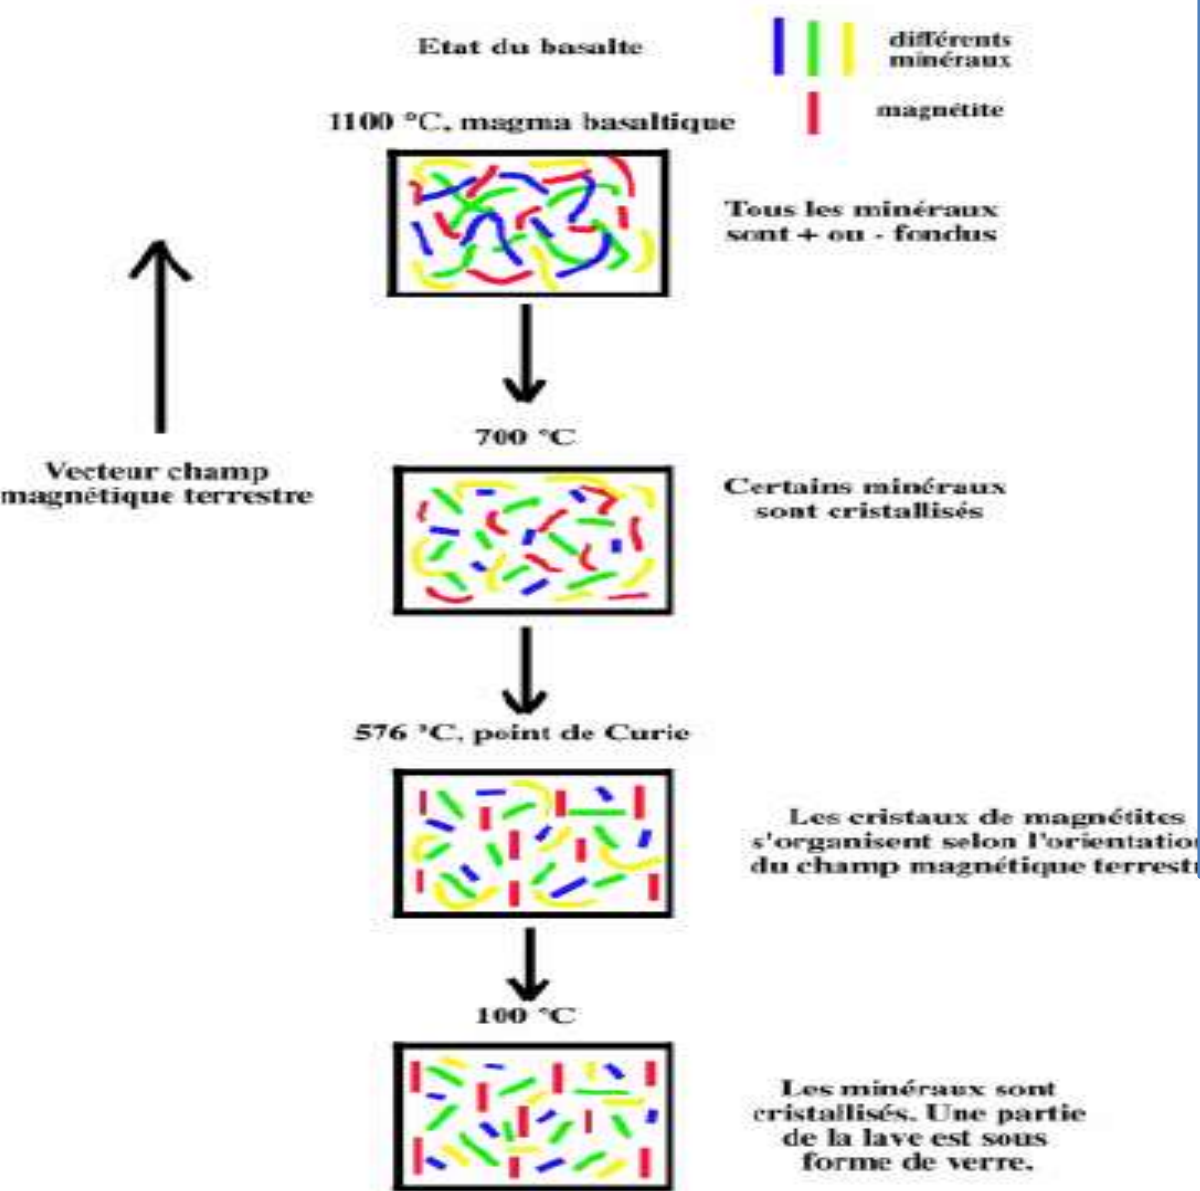 Etat du basalte
différents
minéraux
magnétite
1100 °C, magma basaltique
Tous les minéraux
sont + ou - fondus
Vecteur champ
magnétique terrestre
700 °C
Certains minéraux
sont cristallisés
576 °C, point de Curie
Les cristaux de magnétites
s'organisent selon l'orientatio
du champ magnétique terrest
100 °C
Les minéraux sont
cristallisés. Une partie
de la lave est sous
forme de verre.